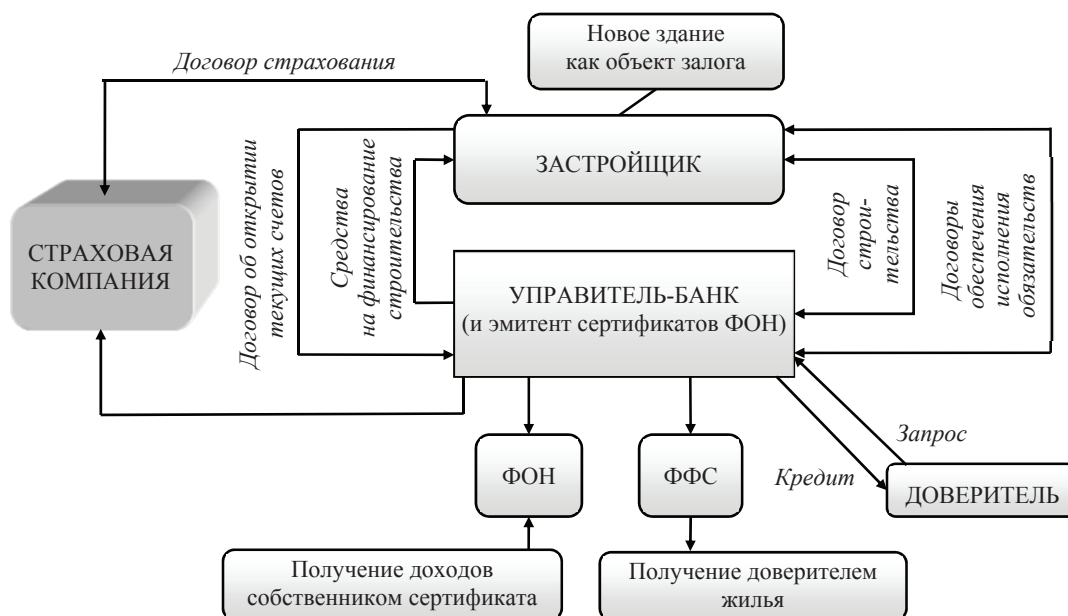 Новое здание
как объект залога
Договор страхования
ЗАСТРОЙЩИК
СТРАХОВАЯ
КОМПАНИЯ
Договор об открытии
текущих счетов
Средства
на финансирование
строительства
Договор
строи-
тельства
Договоры
обеспечения
исполнения
обязательств
УПРАВИТЕЛЬ-БАНК
(и эмитент сертификатов ФОН)
Запрос
Кредит
ФОН
ФФС
ДОВЕРИТЕЛЬ
Получение доходов
собственником сертификата
Получение доверителем
жилья